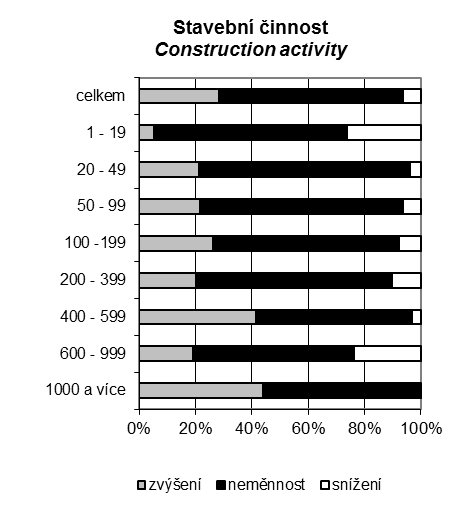 Stavební činnost
Construction activity
celkem
1 - 19
20 - 49
50 - 99
100 -199
200 - 399
400 - 599
600 - 999
1000 a více
0% 20% 40% 60% 80% 100%
zvýšení neměnnost snížení